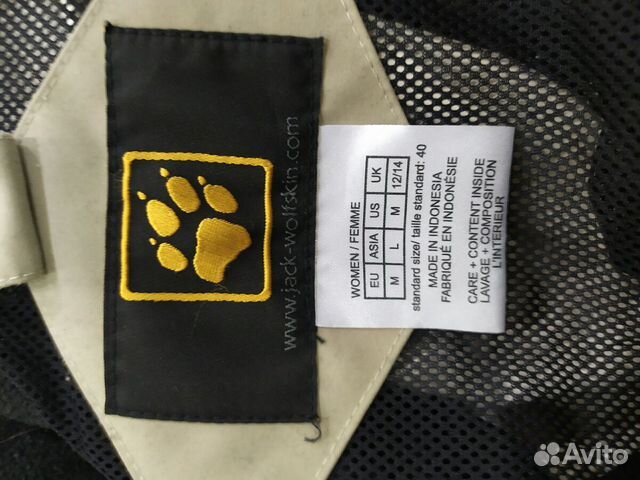 www.jack-wolfskin.com
WOMEN / FEMME
EU ASIA US UK
M L M 12/14
standard size/ taille standard: 40
MADE IN INDONESIA
FABRIQUÉ EN INDONÉSIE
CARE + CONTENT INSIDE
LAVAGE + COMPOSITION
L'INTERIEUR
Avito